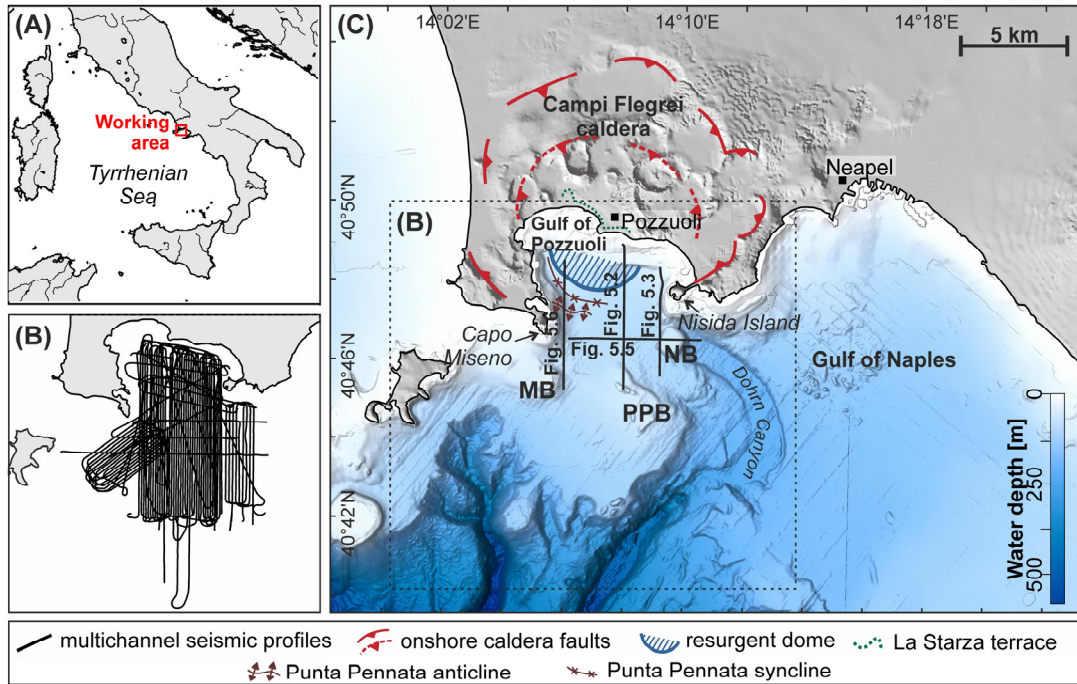 (A)
Working
area
Tyrrhenian
Sea
(B)
(C)
14°02'E
14°10'E
14°18'E
5 km
Campi Flegrei
caldera
Neapel
40°50'N
(B)
Gulf of
Pozzuoli
Pozzuoli
Fig. 5.2
Fig. 5.3
Fig. 5.6
Fig. 5.5
Capo
Miseno
Nisida Island
40°46'N
MB
NB
PPB
Gulf of Naples
Dohrn Canyon
40°42'N
Water depth [m]
0
250
500
multichannel seismic profiles
onshore caldera faults
resurgent dome
La Starza terrace
Punta Pennata anticline
Punta Pennata syncline